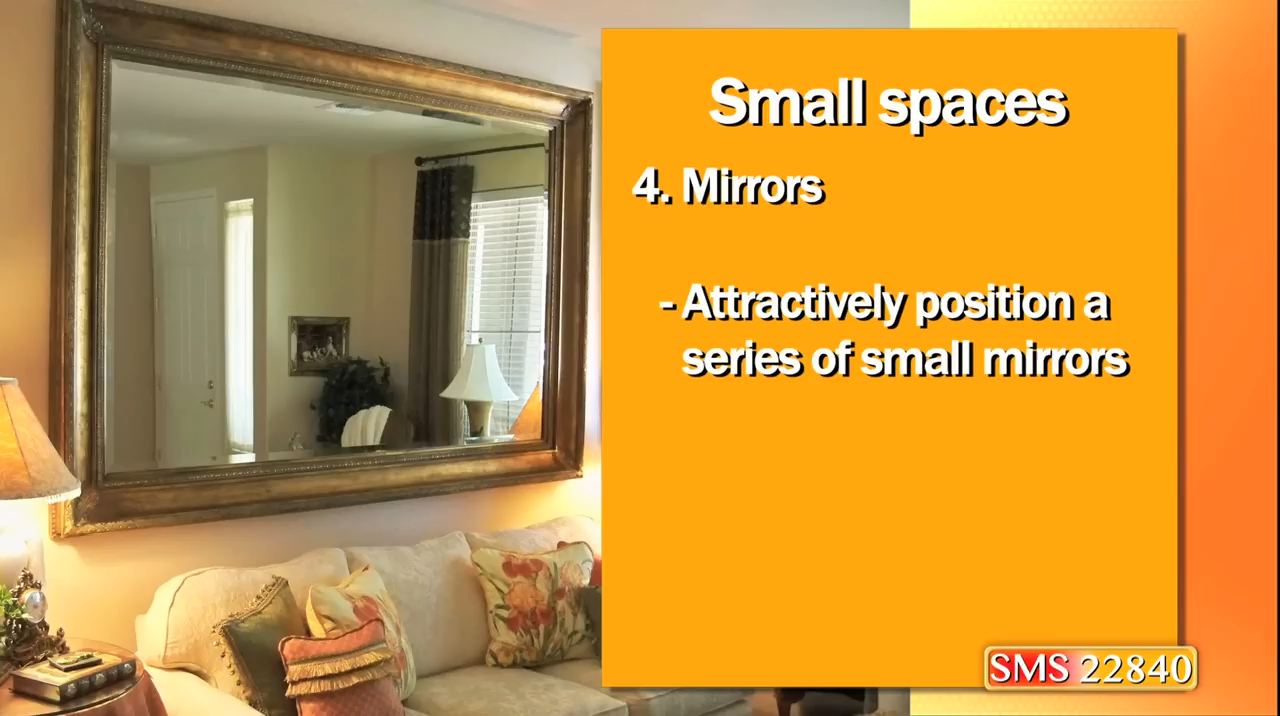 Small spaces
4. Mirrors
- Attractively position a
series of small mirrors
SMS 22840